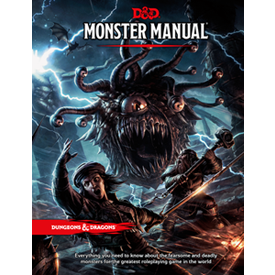 D&D
MONSTER MANUAL
DUNGEONS & DRAGONS
Everything you need to know about the fearsome and deadly
monsters for the greatest roleplaying game in the world